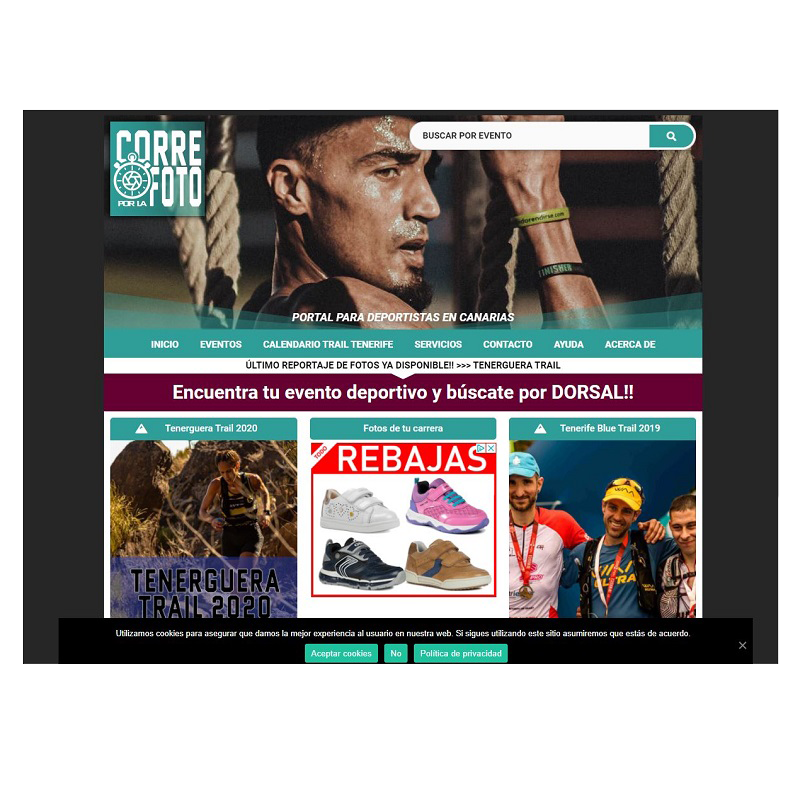 CORRE
POR LA FOTO
BUSCAR POR EVENTO
dorendirse.com
FINISHER
PORTAL PARA DEPORTISTAS EN CANARIAS
INICIO EVENTOS CALENDARIO TRAIL TENERIFE SERVICIOS CONTACTO AYUDA ACERCA DE
ÚLTIMO REPORTAJE DE FOTOS YA DISPONIBLE!! >>> TENERGUERA TRAIL
Encuentra tu evento deportivo y búscate por DORSAL!!
Tenerguera Trail 2020
Fotos de tu carrera
Tenerife Blue Trail 2019
TODO
REBAJAS
TENERGUERA
TRAIL 2020
Utilizamos cookies para asegurar que damos la mejor experiencia al usuario en nuestra web. Si sigues utilizando este sitio asumiremos que estás de acuerdo.
Aceptar cookies No Política de privacidad